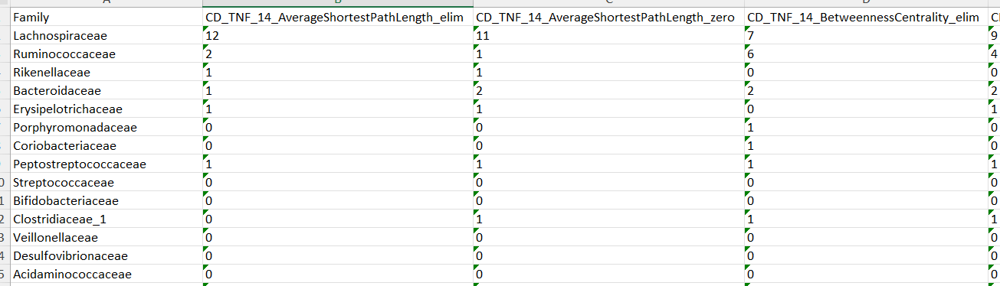 A B C D
Family CD_TNF_14_AverageShortestPathLength_elim CD_TNF_14_AverageShortestPathLength_zero CD_TNF_14_BetweennessCentrality_elim
Lachnospiraceae 12 11 7 9
Ruminococcaceae 2 1 6 4
Rikenellaceae 1 1 0 0
Bacteroidaceae 1 2 2 2
Erysipelotrichaceae 1 1 0 1
Porphyromonadaceae 0 0 1 0
Coriobacteriaceae 0 0 1 0
Peptostreptococcaceae 1 1 1 1
Streptococcaceae 0 0 0 0
Bifidobacteriaceae 0 0 0 0
Clostridiaceae_1 0 1 1 1
Veillonellaceae 0 0 0 0
Desulfovibrionaceae 0 0 0 0
Acidaminococcaceae 0 0 0 0